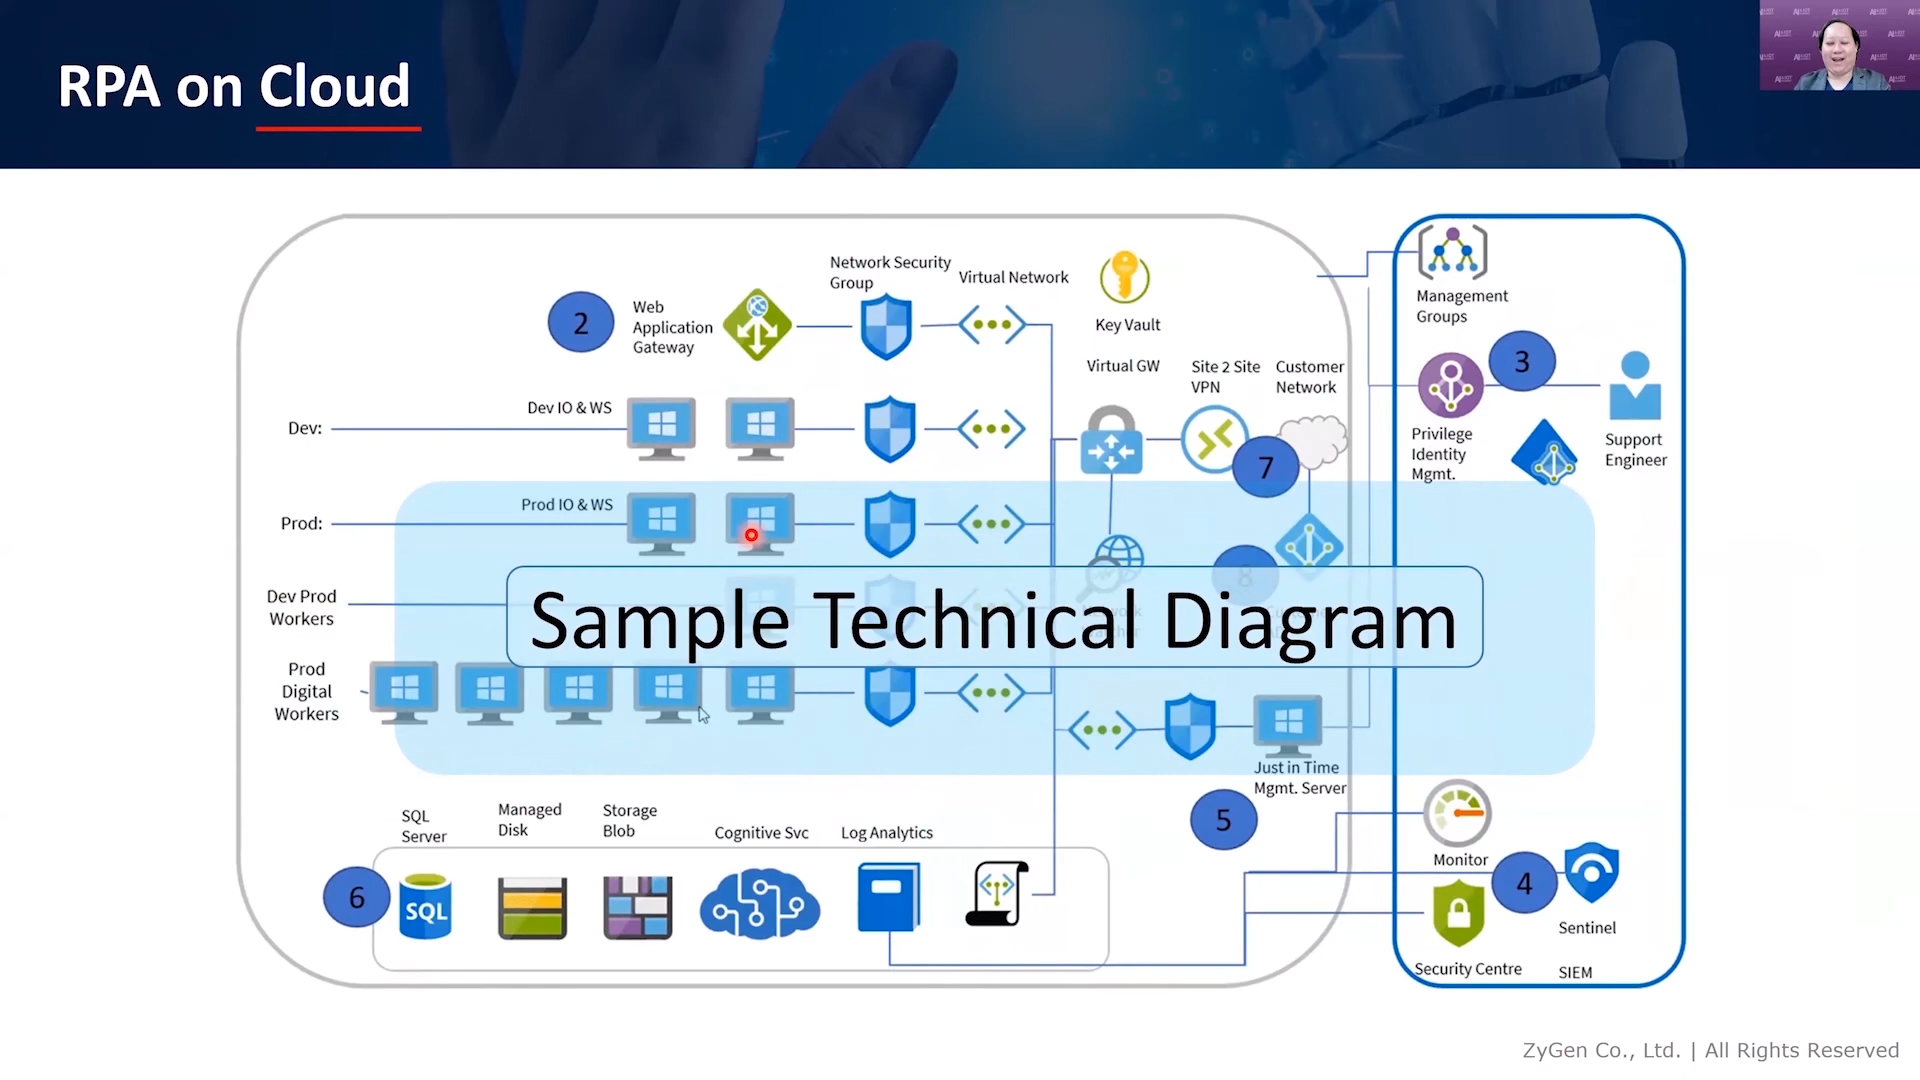 RPA on Cloud
Network Security
Group
Virtual Network
2
Web
Application
Gateway
Key Vault
Management
Groups
Virtual GW
Site 2 Site
VPN
Customer
Network
3
Dev:
Dev IO & WS
Privilege
Identity
Mgmt.
Support
Engineer
7
Prod:
Prod IO & WS
8
Dev Prod
Workers
Sample Technical Diagram
Prod
Digital
Workers
Just in Time
Mgmt. Server
5
SQL
Server
Managed
Disk
Storage
Blob
Cognitive Svc
Log Analytics
Monitor
6
SQL
4
Sentinel
Security Centre
SIEM
ZyGen Co., Ltd. | All Rights Reserved